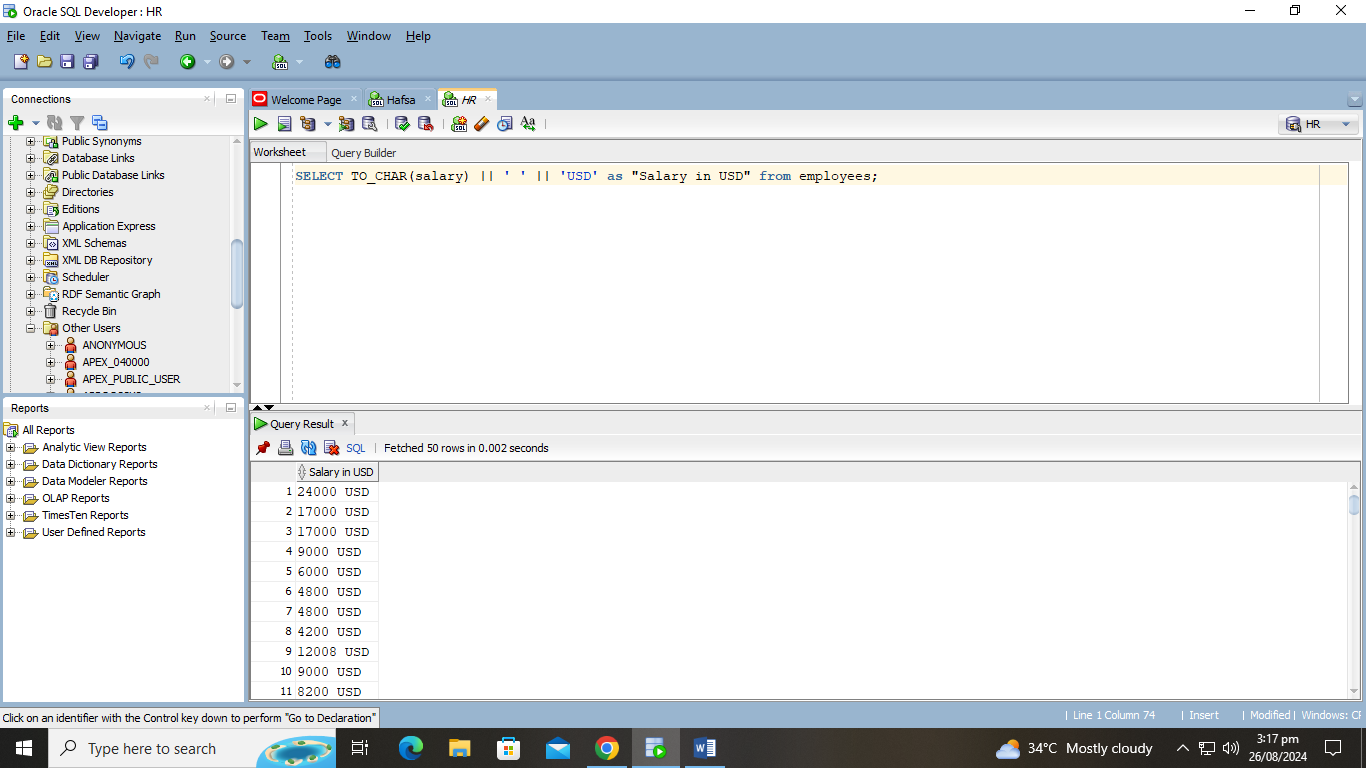 Oracle SQL Developer : HR
File Edit View Navigate Run Source Team Tools Window Help
Connections
Welcome Page
Hafsa
HR
HR
Public Synonyms
Database Links
Public Database Links
Directories
Editions
Application Express
XML Schemas
XML DB Repository
Scheduler
RDF Semantic Graph
Recycle Bin
Other Users
ANONYMOUS
APEX_040000
APEX_PUBLIC_USER
Worksheet Query Builder
SELECT TO_CHAR(salary) || ' ' || 'USD' as "Salary in USD" from employees;
Reports
All Reports
Analytic View Reports
Data Dictionary Reports
Data Modeler Reports
OLAP Reports
TimesTen Reports
User Defined Reports
Query Result
SQL | Fetched 50 rows in 0.002 seconds
Salary in USD
1 24000 USD
2 17000 USD
3 17000 USD
4 9000 USD
5 6000 USD
6 4800 USD
7 4800 USD
8 4200 USD
9 12008 USD
10 9000 USD
11 8200 USD
Click on an identifier with the Control key down to perform "Go to Declaration"
| Line 1 Column 74 | Insert | Modified | Windows: CF
Type here to search
34°C Mostly cloudy
3:17 pm
26/08/2024